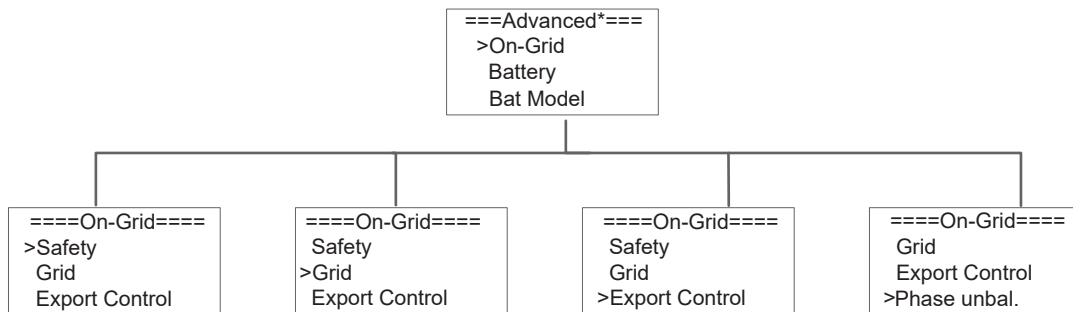 ===Advanced*===
>On-Grid
Battery
Bat Model
====On-Grid====
>Safety
Grid
Export Control
====On-Grid====
Safety
>Grid
Export Control
====On-Grid====
Safety
Grid
>Export Control
====On-Grid====
Grid
Export Control
>Phase unbal.